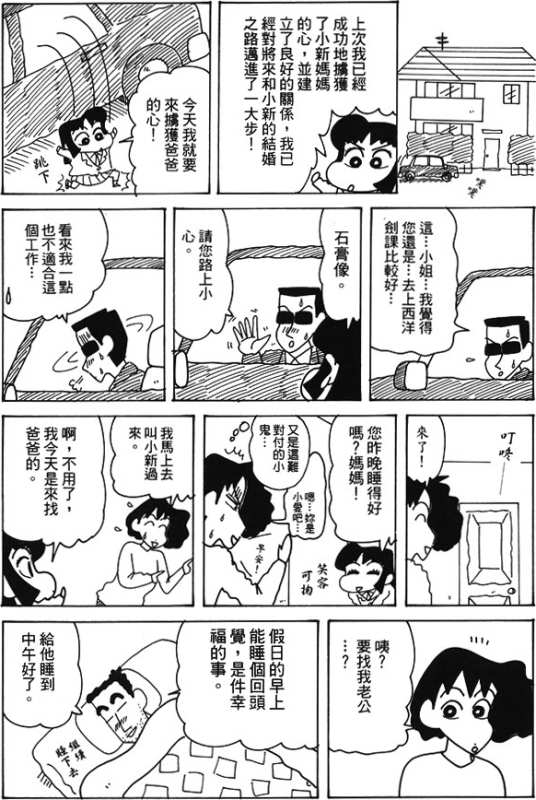 上次我已經
成功地擄獲
了小新媽媽
的心，並建
立了良好的關係，我已
經對將來和小新的結婚
之路邁進了一大步！
今天我就要
來擄獲爸爸
的心！
跳下
這…小姐…我覺得
您還是…去上西洋
劍課比較好…
石膏像。
請您路上小
心。
看來我一點
也不適合這
個工作…
叮咚
來了！
您昨晚睡得好
嗎？媽媽！
笑容
可掬
嗯…妳是
小愛吧…
早安！
又是這難
對付的小
鬼…
我馬上去
叫小新過
來。
啊，不用了，
我今天是來找
爸爸的。
咦？
要找我老公
…？
假日的早上
能睡個回頭
覺，是件幸
福的事。
繼續
睡下去
給他睡到
中午好了。